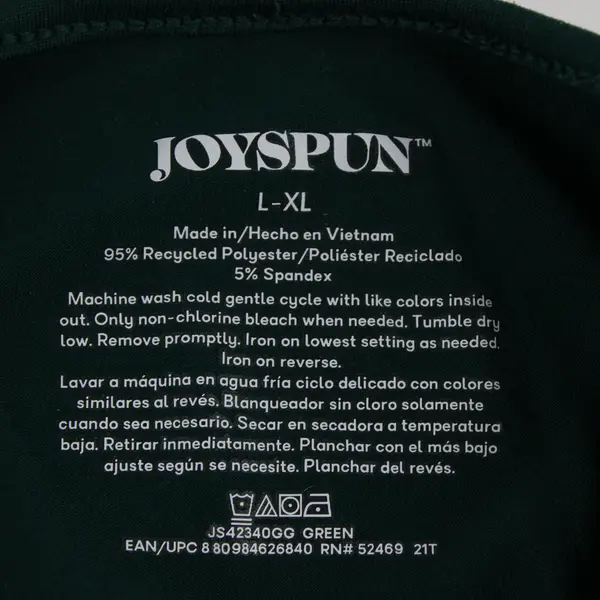 JOYSPUN™
L-XL
Made in/Hecho en Vietnam
95% Recycled Polyester/Poliéster Reciclado
5% Spandex
Machine wash cold gentle cycle with like colors inside
out. Only non-chlorine bleach when needed. Tumble dry
low. Remove promptly. Iron on lowest setting as needed.
Iron on reverse.
Lavar a máquina en agua fría ciclo delicado con colores
similares al revés. Blanqueador sin cloro solamente
cuando sea necesario. Secar en secadora a temperatura
baja. Retirar inmediatamente. Planchar con el más bajo
ajuste según se necesite. Planchar del revés.
JS42340GG GREEN
EAN/UPC 8 80984626840 RN# 52469 21T